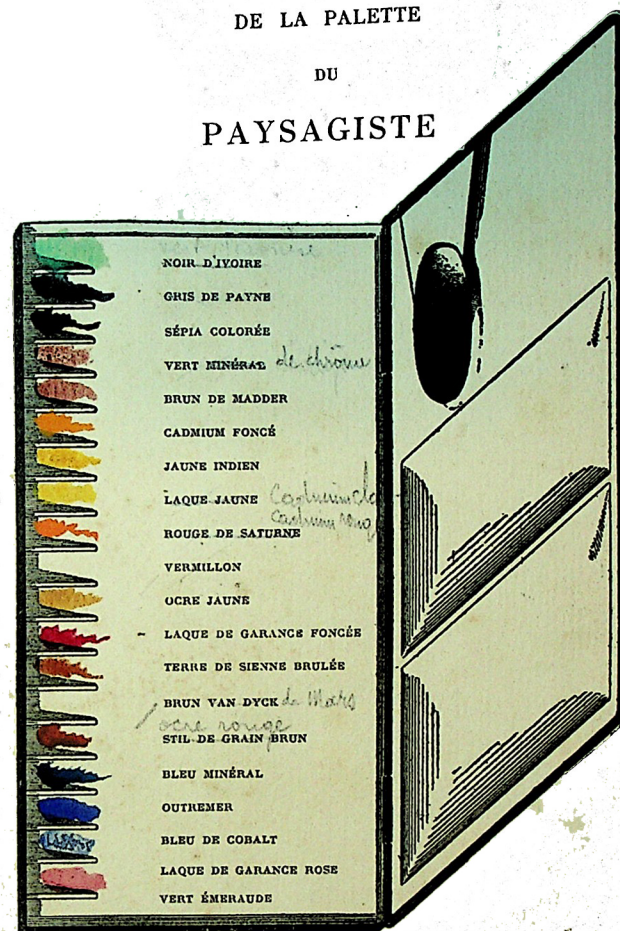 DE LA PALETTE
DU
PAYSAGISTE
NOIR D'IVOIRE
GRIS DE PAYNE
SÉPIA COLORÉE
VERT MINÉRAL de chrôme
BRUN DE MADDER
CADMIUM FONCÉ
JAUNE INDIEN
LAQUE JAUNE Cadmium
cadmium
ROUGE DE SATURNE
VERMILLON
OCRE JAUNE
LAQUE DE GARANCE FONCÉE
TERRE DE SIENNE BRULÉE
BRUN VAN DYCK de Mars
ocre rouge
STIL DE GRAIN BRUN
BLEU MINÉRAL
OUTREMER
BLEU DE COBALT
LAQUE DE GARANCE ROSE
VERT ÉMERAUDE